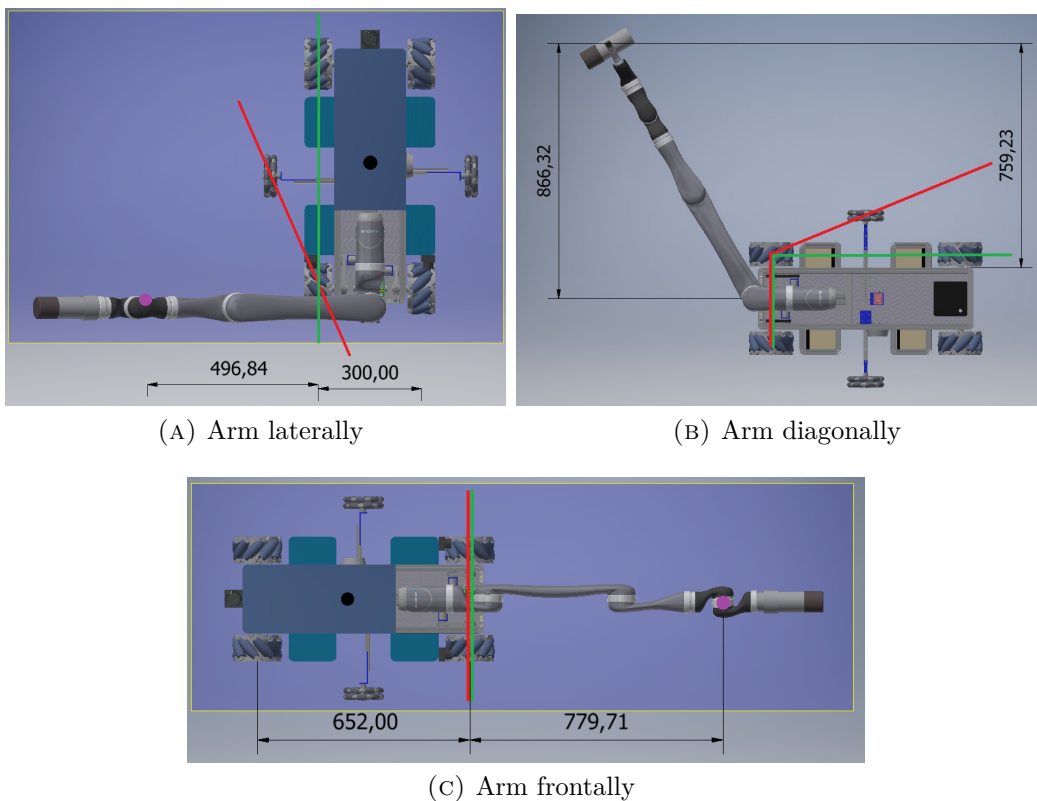 866,32
759,23
496,84
300,00
(A) Arm laterally
(B) Arm diagonally
652,00
779,71
(C) Arm frontally